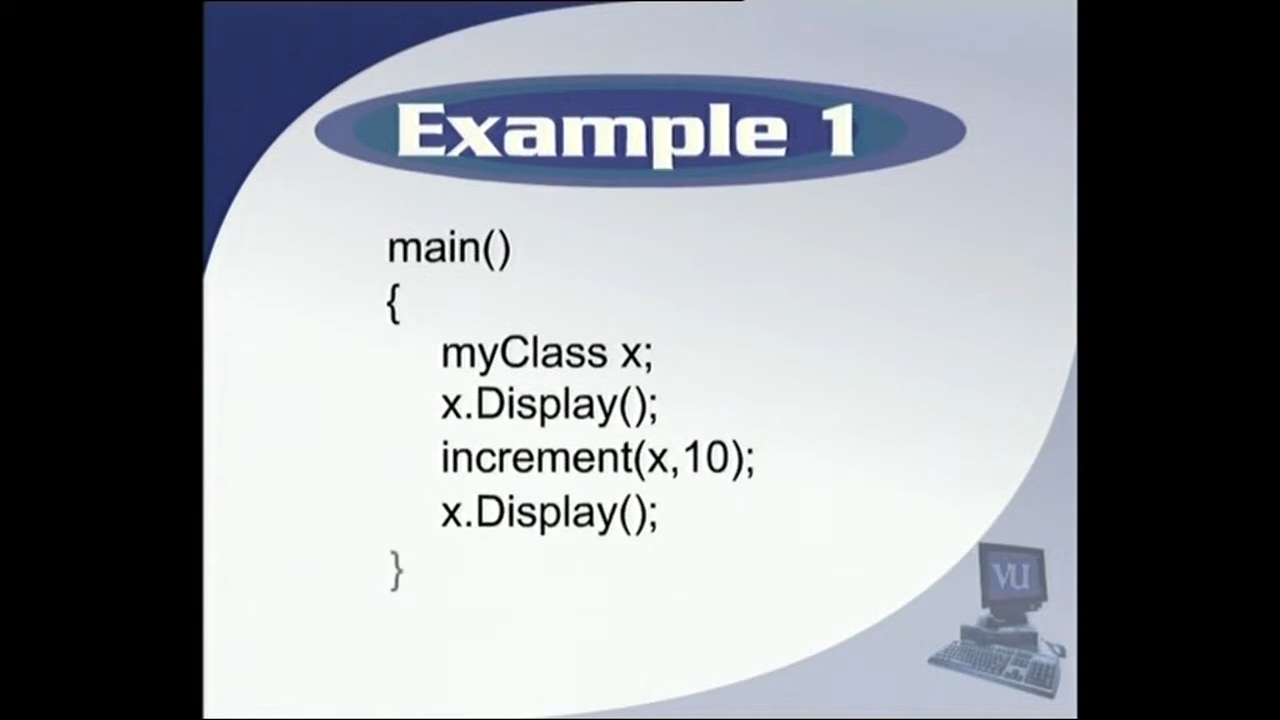 Example 1
main()
{
myClass x;
x.Display();
increment(x,10);
x.Display();
}
VU